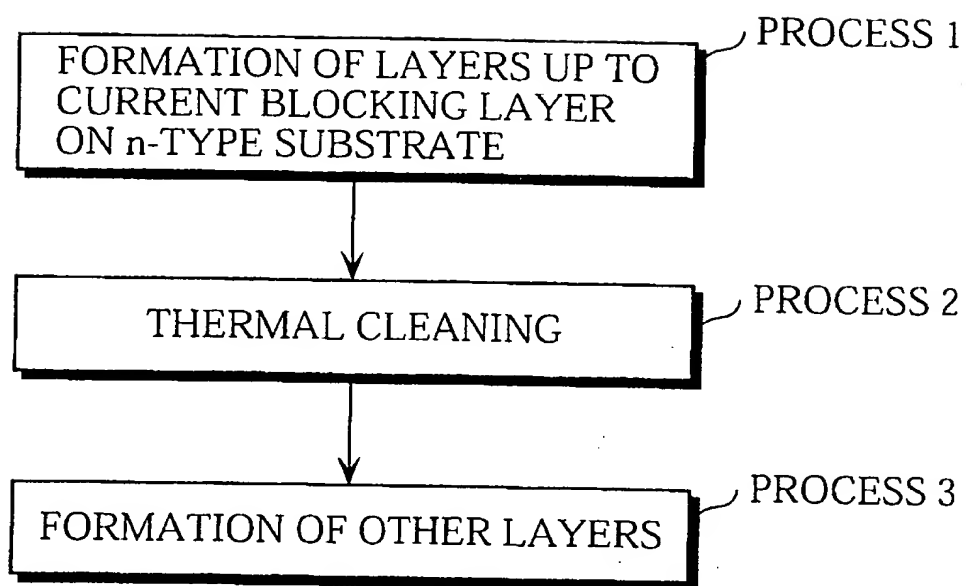 PROCESS 1
FORMATION OF LAYERS UP TO
CURRENT BLOCKING LAYER
ON n-TYPE SUBSTRATE
PROCESS 2
THERMAL CLEANING
PROCESS 3
FORMATION OF OTHER LAYERS